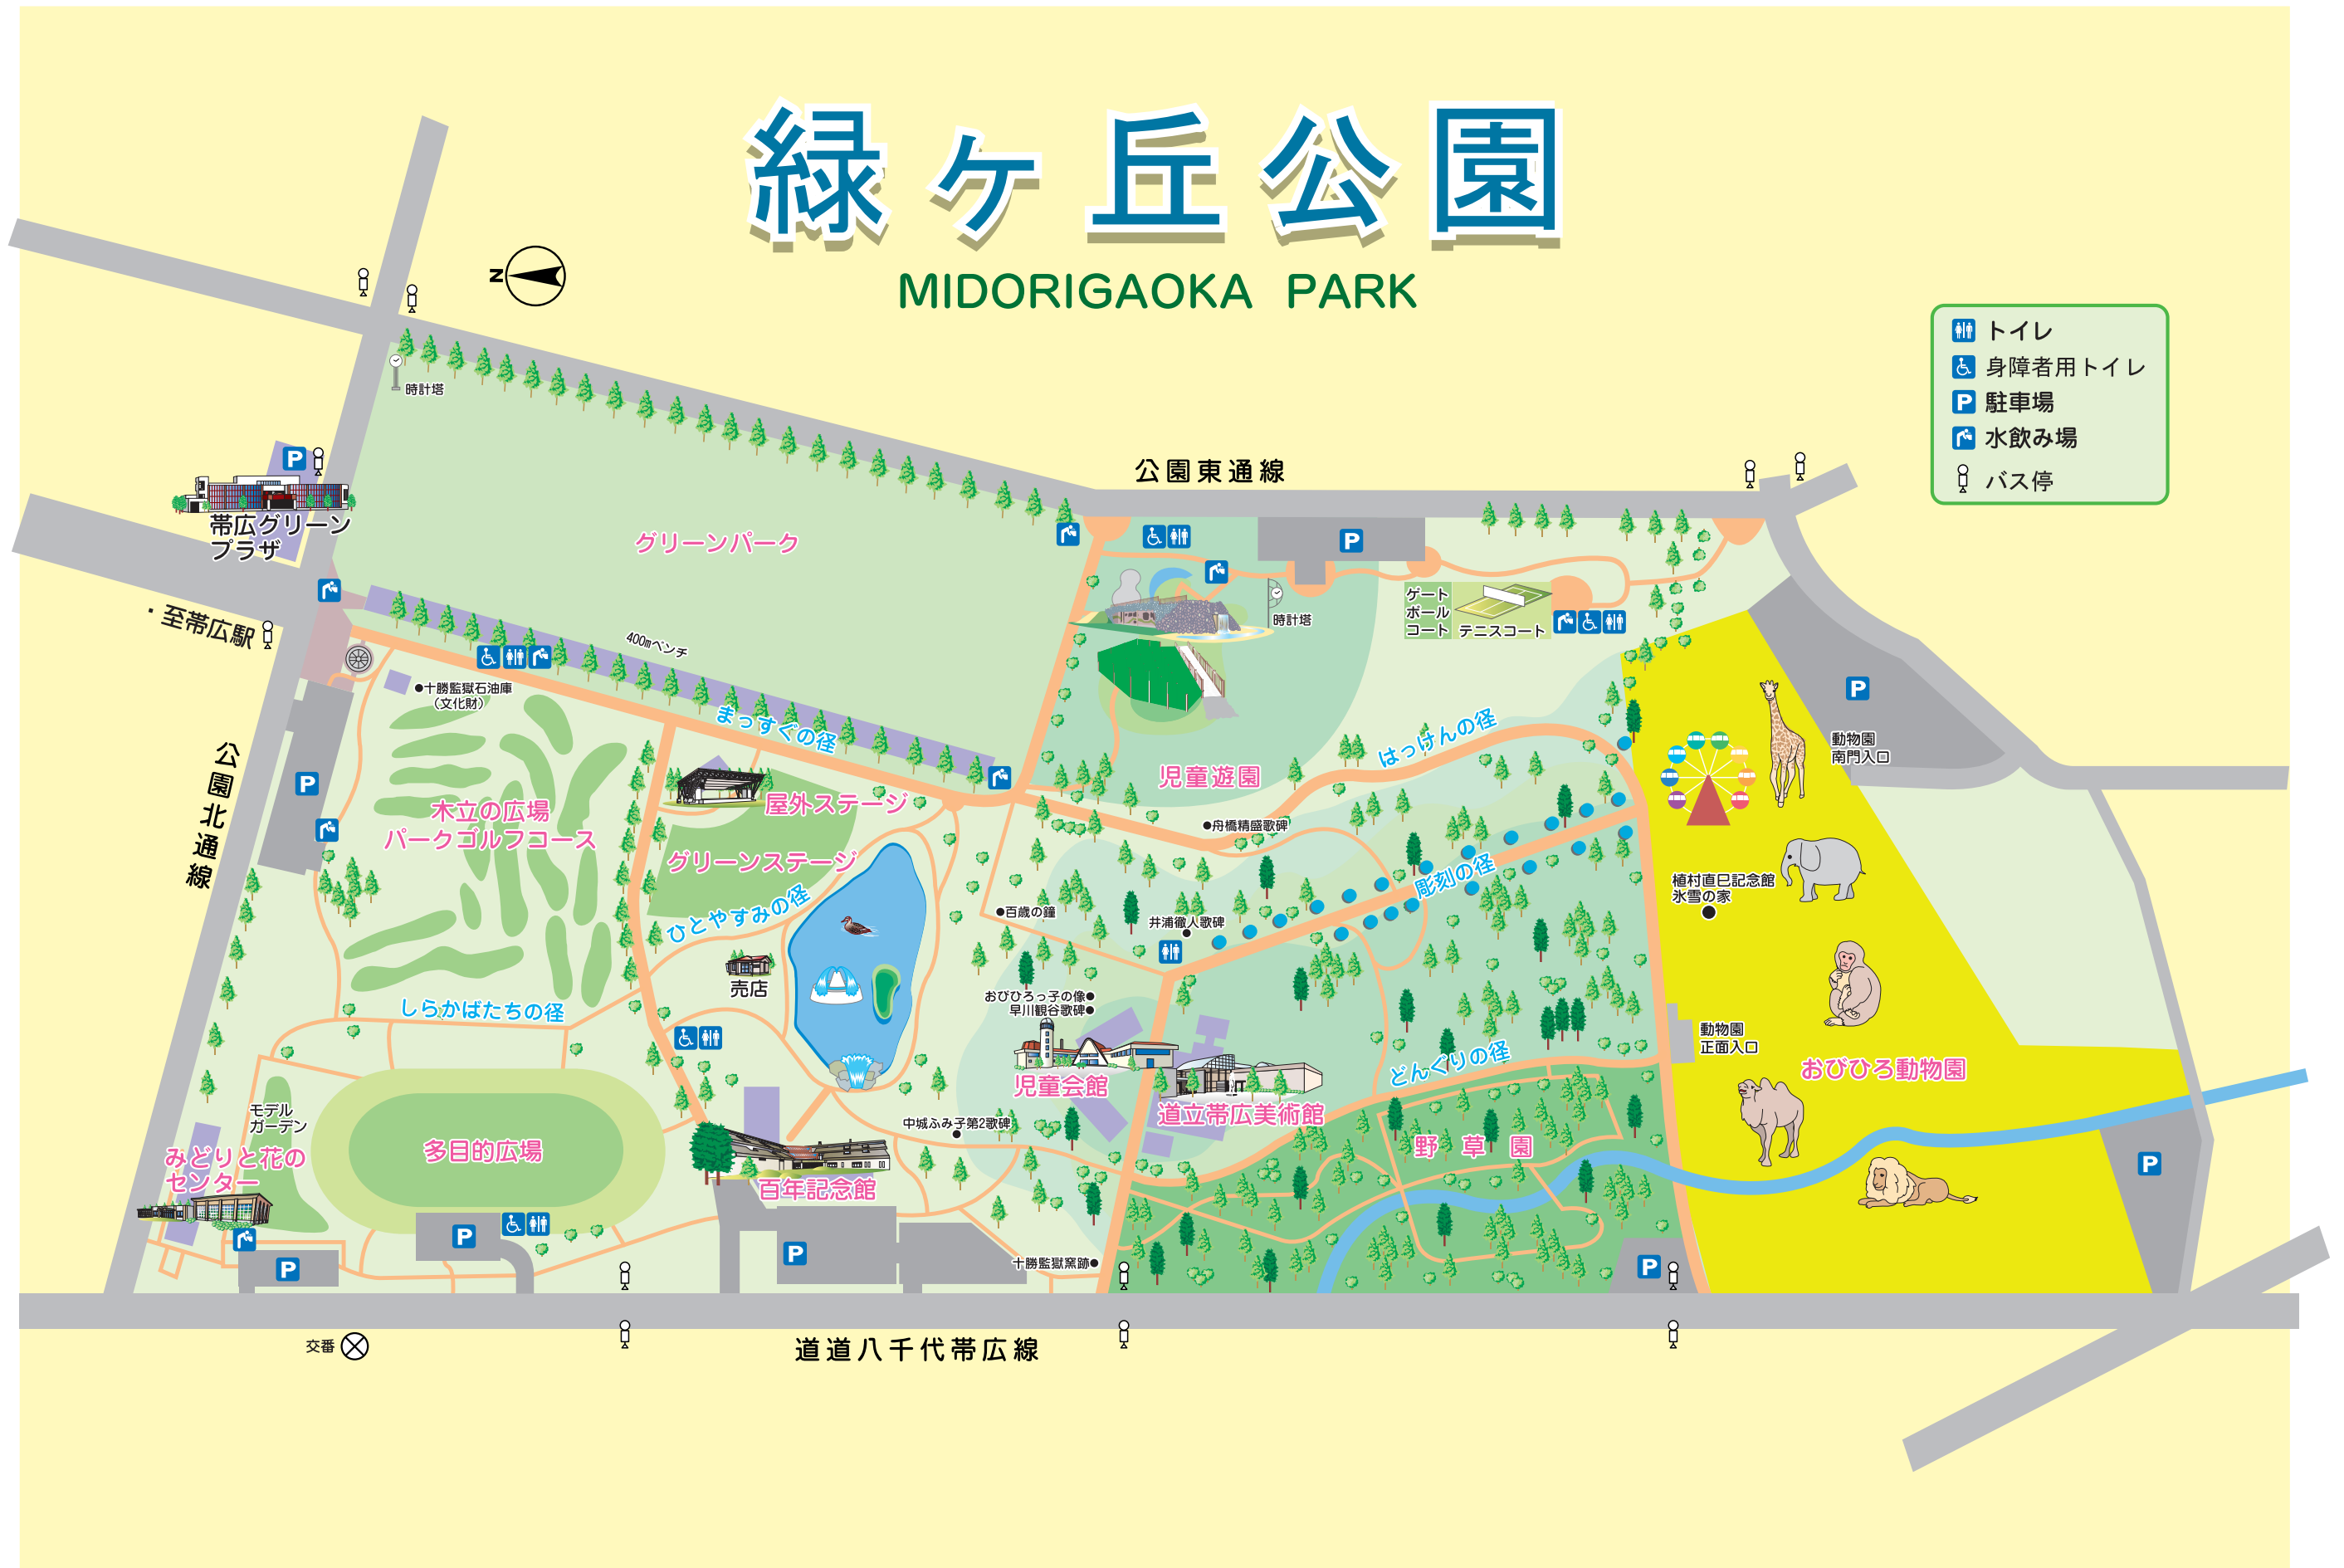 緑ヶ丘公園
MIDORIGAOKA PARK
N
トイレ
身障者用トイレ
P 駐車場
水飲み場
バス停
時計塔
公園東通線
P
帯広グリーン
プラザ
グリーンパーク
P
・至帯広駅
ゲート
ボール
コート
テニスコート
時計塔
400mベンチ
●十勝監獄石油庫
(文化財)
まっすぐの径
はっけんの径
P
動物園
南門入口
公園北通線
P
児童遊園
屋外ステージ
木立の広場
パークゴルフコース
●舟橋精盛歌碑
グリーンステージ
彫刻の径
植村直巳記念館
氷雪の家
ひとやすみの径
●百歳の鐘
井浦徹人歌碑
売店
おびひろっ子の像●
早川観谷歌碑●
しらかばたちの径
動物園
正面入口
おびひろ動物園
どんぐりの径
児童会館
道立帯広美術館
モデル
ガーデン
中城ふみ子第2歌碑
野草園
多目的広場
みどりと花の
センター
百年記念館
P
P
P
P
十勝監獄窯跡●
P
交番
道道八千代帯広線